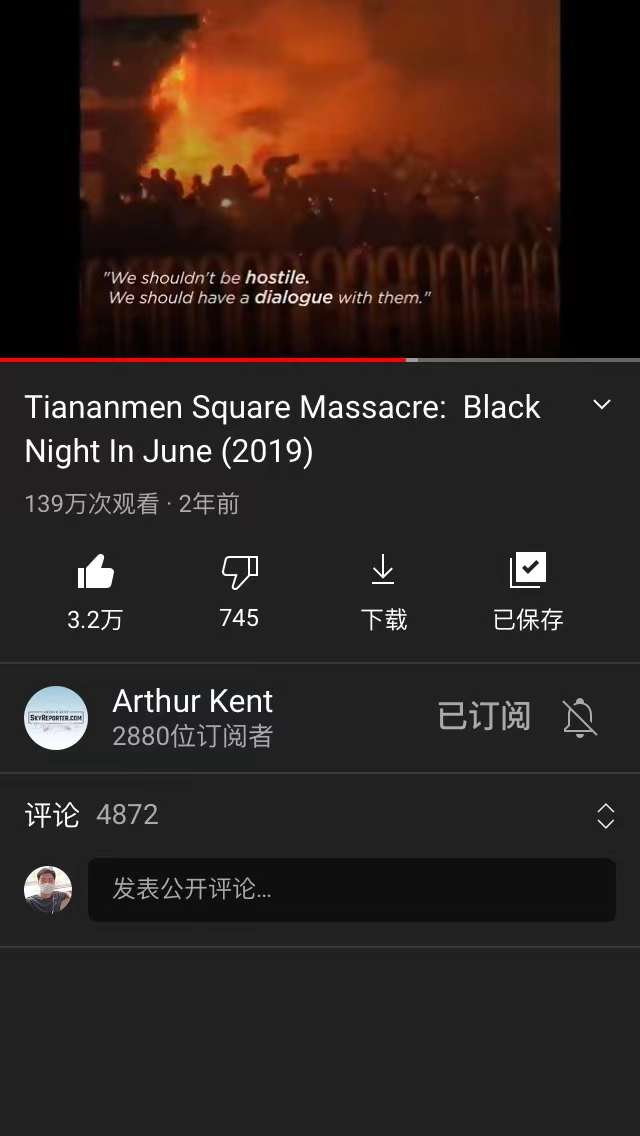 "We shouldn't be hostile.
We should have a dialogue with them."
Tiananmen Square Massacre: Black
Night In June (2019)
139万次观看 · 2年前
3.2万
745
下载
已保存
SKYREPORTER.COM
Arthur Kent
2880位订阅者
已订阅
评论 4872
发表公开评论...